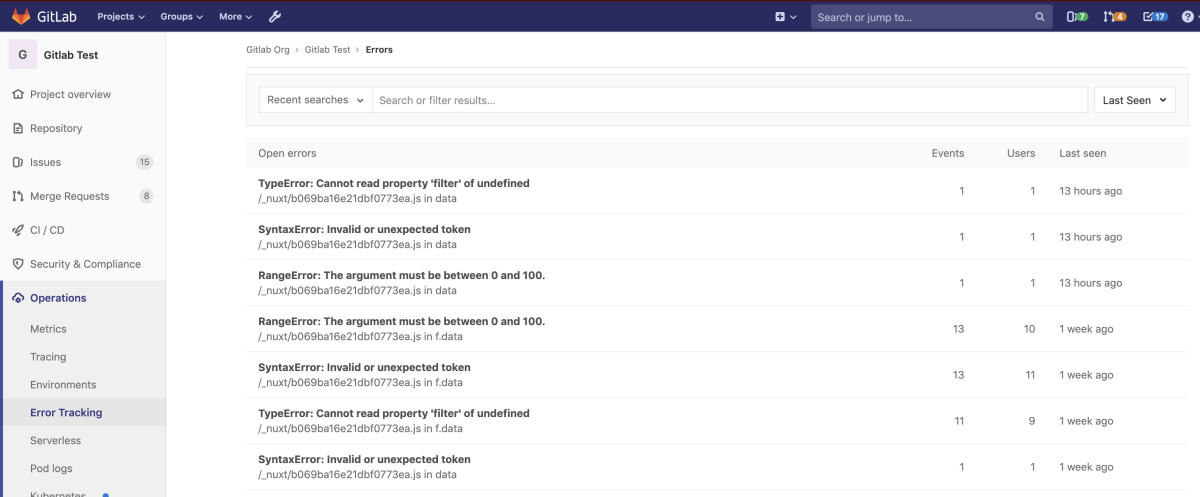 GitLab Projects Groups More Search or jump to... 7 4 17
G Gitlab Test
Project overview
Repository
Issues 15
Merge Requests 8
CI / CD
Security & Compliance
Operations
Metrics
Tracing
Environments
Error Tracking
Serverless
Pod logs
Kubernetes
Gitlab Org › Gitlab Test › Errors
Recent searches Search or filter results... Last Seen
Open errors Events Users Last seen
TypeError: Cannot read property 'filter' of undefined
/_nuxt/b069ba16e21dbf0773ea.js in data
1 1 13 hours ago
SyntaxError: Invalid or unexpected token
/_nuxt/b069ba16e21dbf0773ea.js in data
1 1 13 hours ago
RangeError: The argument must be between 0 and 100.
/_nuxt/b069ba16e21dbf0773ea.js in data
1 1 13 hours ago
RangeError: The argument must be between 0 and 100.
/_nuxt/b069ba16e21dbf0773ea.js in f.data
13 10 1 week ago
SyntaxError: Invalid or unexpected token
/_nuxt/b069ba16e21dbf0773ea.js in f.data
13 11 1 week ago
TypeError: Cannot read property 'filter' of undefined
/_nuxt/b069ba16e21dbf0773ea.js in f.data
11 9 1 week ago
SyntaxError: Invalid or unexpected token
/_nuxt/b069ba16e21dbf0773ea.js in data
1 1 1 week ago